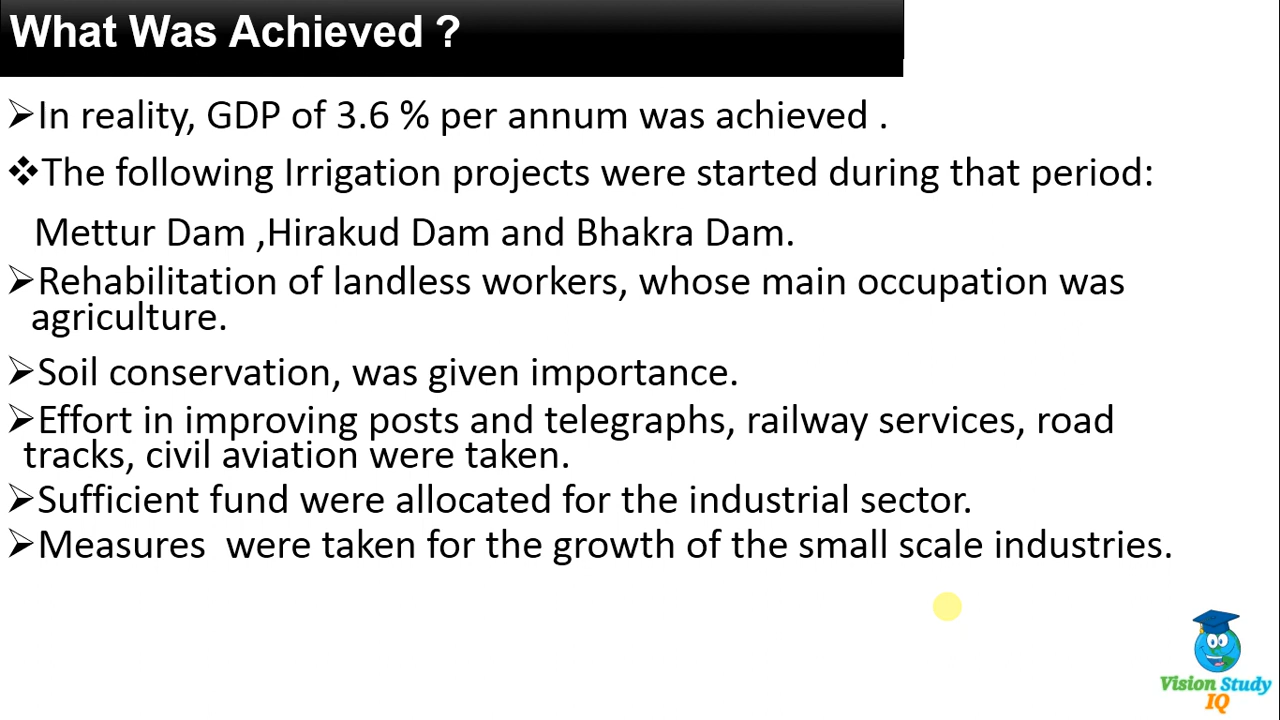 What Was Achieved ?
➢In reality, GDP of 3.6 % per annum was achieved .
❖The following Irrigation projects were started during that period:
Mettur Dam ,Hirakud Dam and Bhakra Dam.
➢Rehabilitation of landless workers, whose main occupation was
agriculture.
➢Soil conservation, was given importance.
➢Effort in improving posts and telegraphs, railway services, road
tracks, civil aviation were taken.
➢Sufficient fund were allocated for the industrial sector.
➢Measures  were taken for the growth of the small scale industries.
Vision Study
IQ